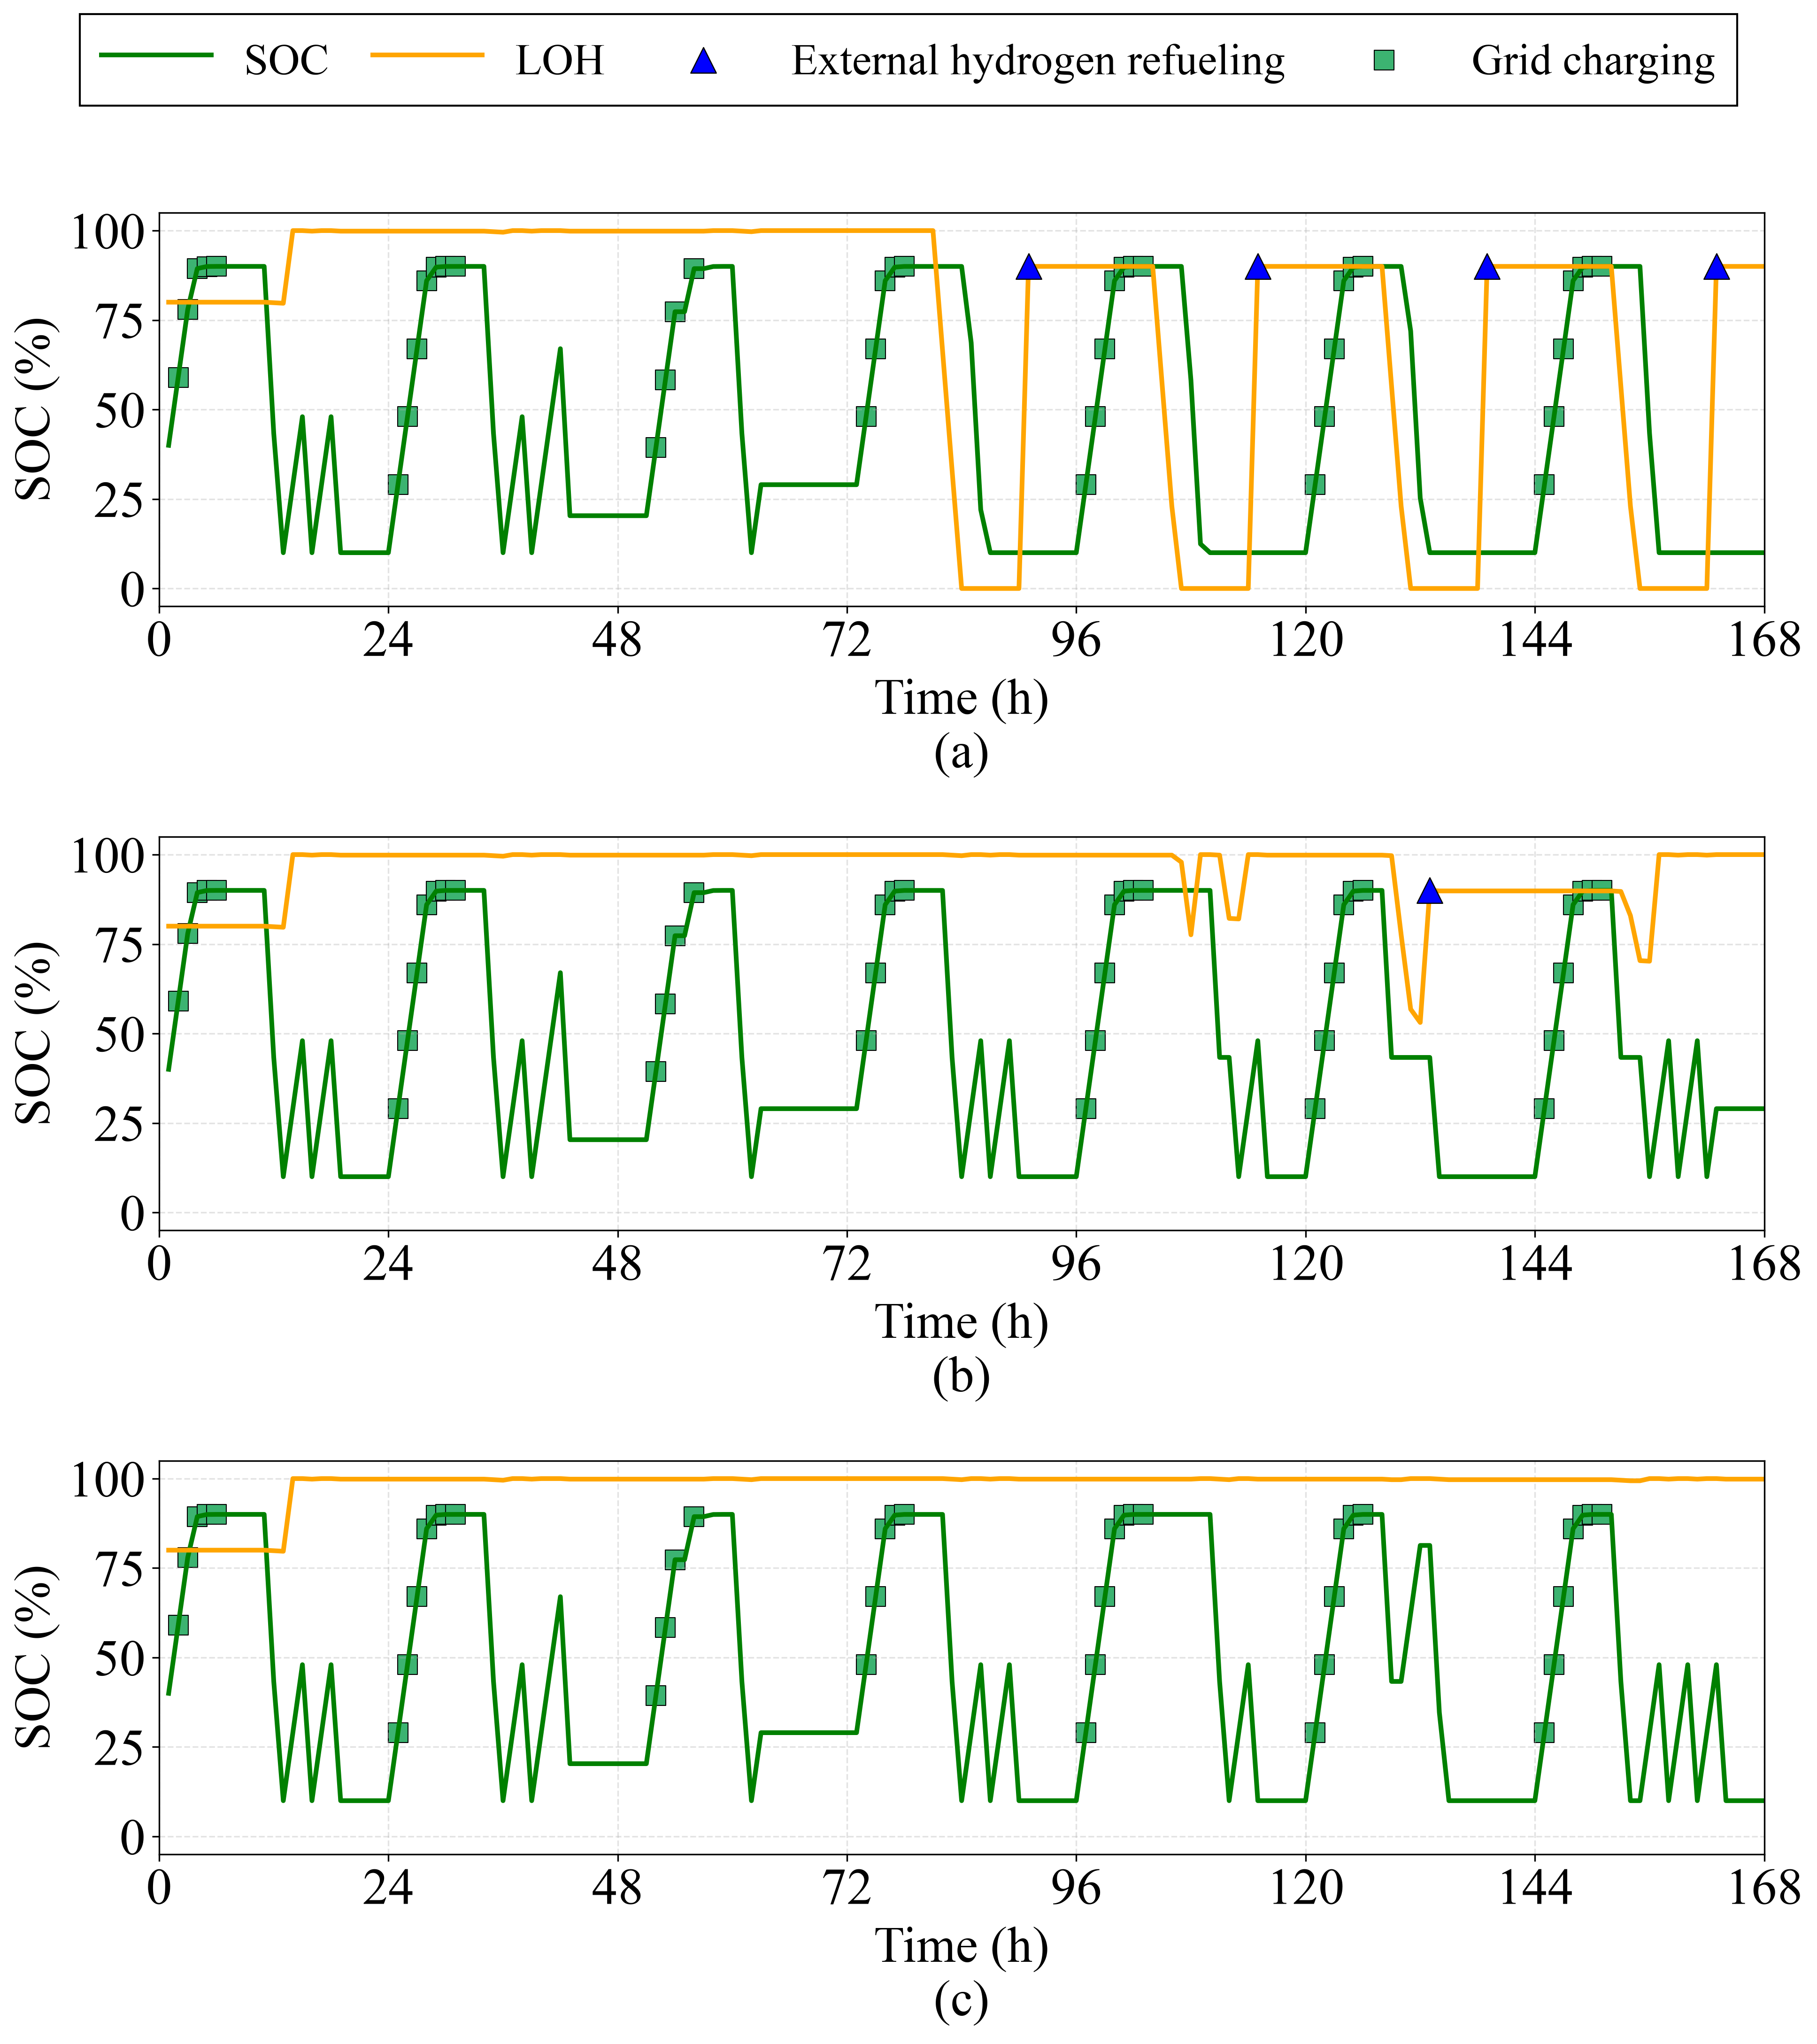 SOC LOH External hydrogen refueling Grid charging
100
75
50
25
0
SOC (%)
0 24 48 72 96 120 144 168
Time (h)
(a)
100
75
50
25
0
SOC (%)
0 24 48 72 96 120 144 168
Time (h)
(b)
100
75
50
25
0
SOC (%)
0 24 48 72 96 120 144 168
Time (h)
(c)